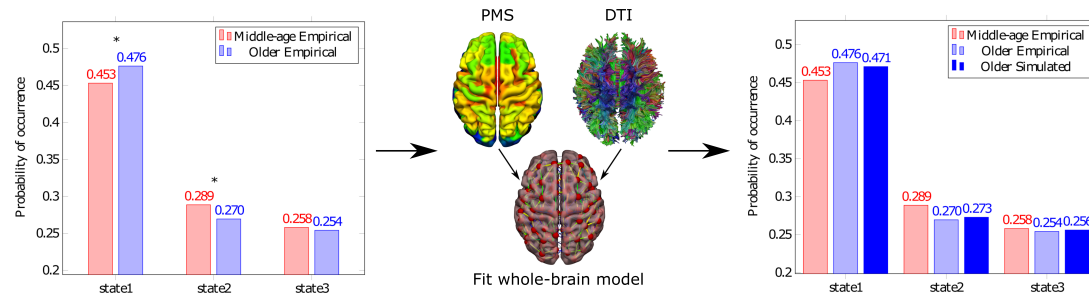 Probability of occurrence
0.5
0.45
0.4
0.35
0.3
0.25
0.2
Middle-age Empirical
Older Empirical
*
0.453
0.476
*
0.289
0.270
0.258
0.254
state1
state2
state3
PMS
DTI
Fit whole-brain model
Probability of occurrence
0.5
0.45
0.4
0.35
0.3
0.25
0.2
Middle-age Empirical
Older Empirical
Older Simulated
0.453
0.476
0.471
0.289
0.270
0.273
0.258
0.254
0.256
state1
state2
state3